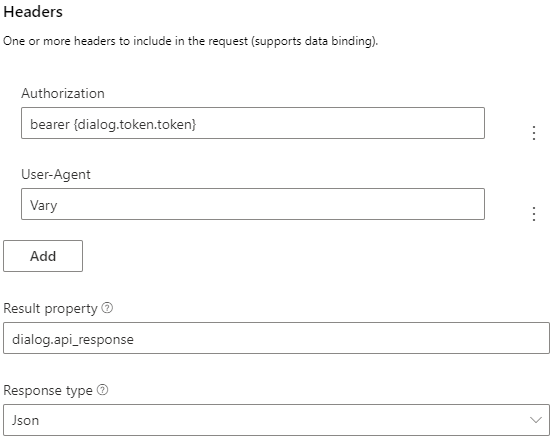 Headers
One or more headers to include in the request (supports data binding).
Authorization
bearer {dialog.token.token}
User-Agent
Vary
Add
Result property
dialog.api_response
Response type
Json